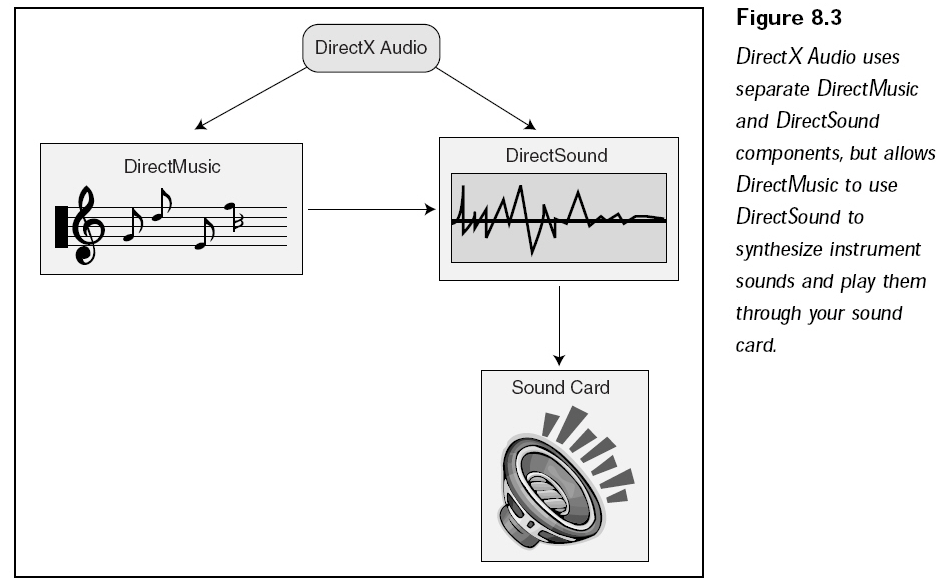 DirectX Audio
DirectMusic
DirectSound
Sound Card
Figure 8.3
DirectX Audio uses
separate DirectMusic
and DirectSound
components, but allows
DirectMusic to use
DirectSound to
synthesize instrument
sounds and play them
through your sound
card.